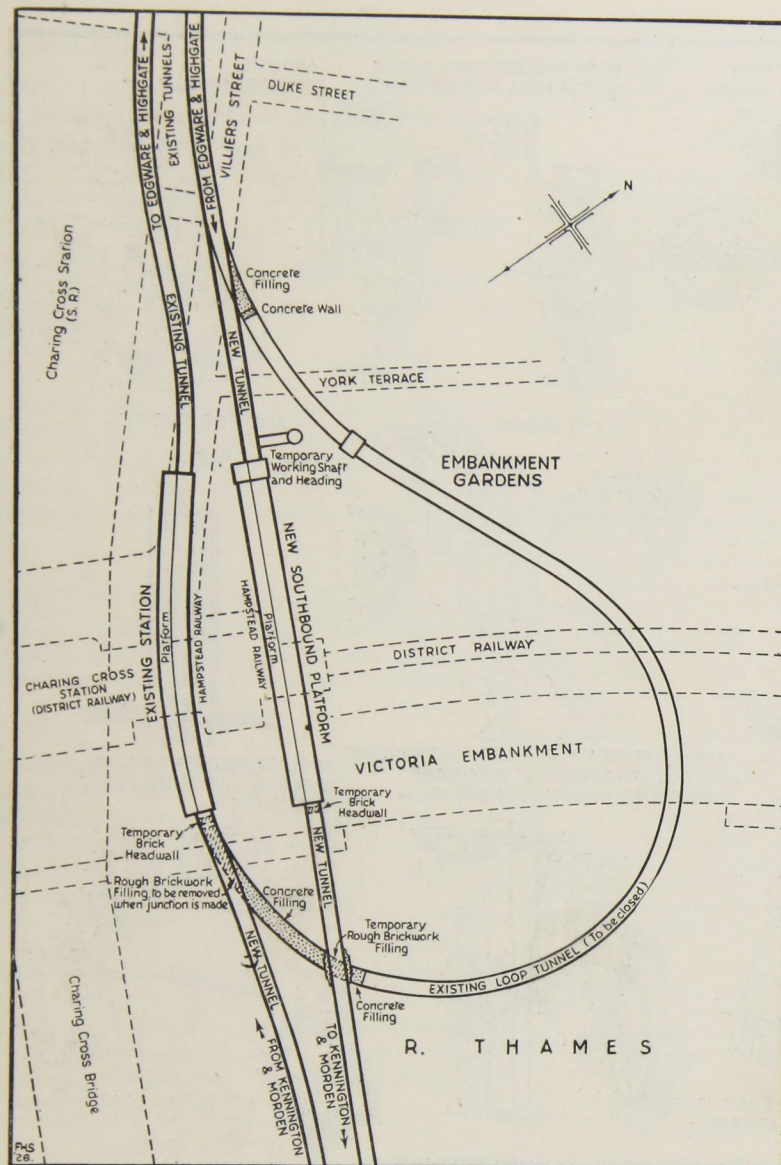 TO EDGWARE & HIGHGATE
EXISTING TUNNELS
FROM EDGWARE & HIGHGATE
VILLIERS STREET
DUKE STREET
N
Charing Cross Starion
(S. R.)
EXISTING TUNNEL
Concrete
Filling
Concrete Wall
NEW TUNNEL
YORK TERRACE
Temporary
Working Shaft
and Heading
EMBANKMENT
GARDENS
EXISTING STATION
Platform
HAMPSTEAD RAILWAY
HAMPSTEAD RAILWAY
Platform
NEW SOUTHBOUND PLATFORM
DISTRICT RAILWAY
CHARING CROSS
STATION
(DISTRICT RAILWAY)
VICTORIA EMBANKMENT
Temporary
Brick
Headwall
Temporary
Brick
Headwall
NEW TUNNEL
Rough Brickwork
Filling, to be removed
when junction is made
Concrete
Filling
Temporary
Rough Brickwork
Filling
EXISTING LOOP TUNNEL (To be closed)
Concrete
Filling
NEW TUNNEL
Charing Cross Bridge
FROM KENNINGTON
& MORDEN
TO KENNINGTON
& MORDEN
R. THAMES
FHS
'26.